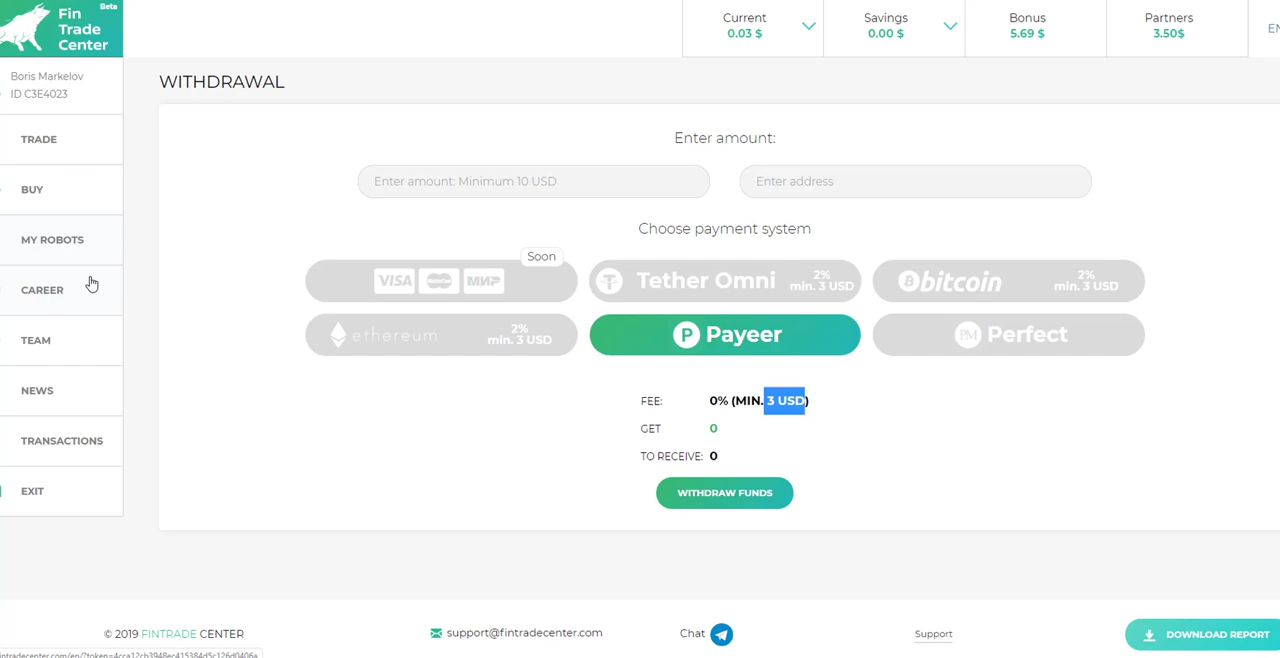 Beta
Fin
Trade
Center
Current
0.03 $
Savings
0.00 $
Bonus
5.69 $
Partners
3.50$
EN
Boris Markelov
ID C3E4023
TRADE
BUY
MY ROBOTS
CAREER
TEAM
NEWS
TRANSACTIONS
EXIT
WITHDRAWAL
Enter amount:
Enter amount: Minimum 10 USD
Enter address
Choose payment system
Soon
VISA
МИР
Tether Omni
2%
min. 3 USD
bitcoin
2%
min. 3 USD
ethereum
2%
min. 3 USD
P Payeer
PM Perfect
FEE: 0% (MIN. 3 USD)
GET 0
TO RECEIVE: 0
WITHDRAW FUNDS
© 2019 FINTRADE CENTER
support@fintradecenter.com
Chat
Support
DOWNLOAD REPORT